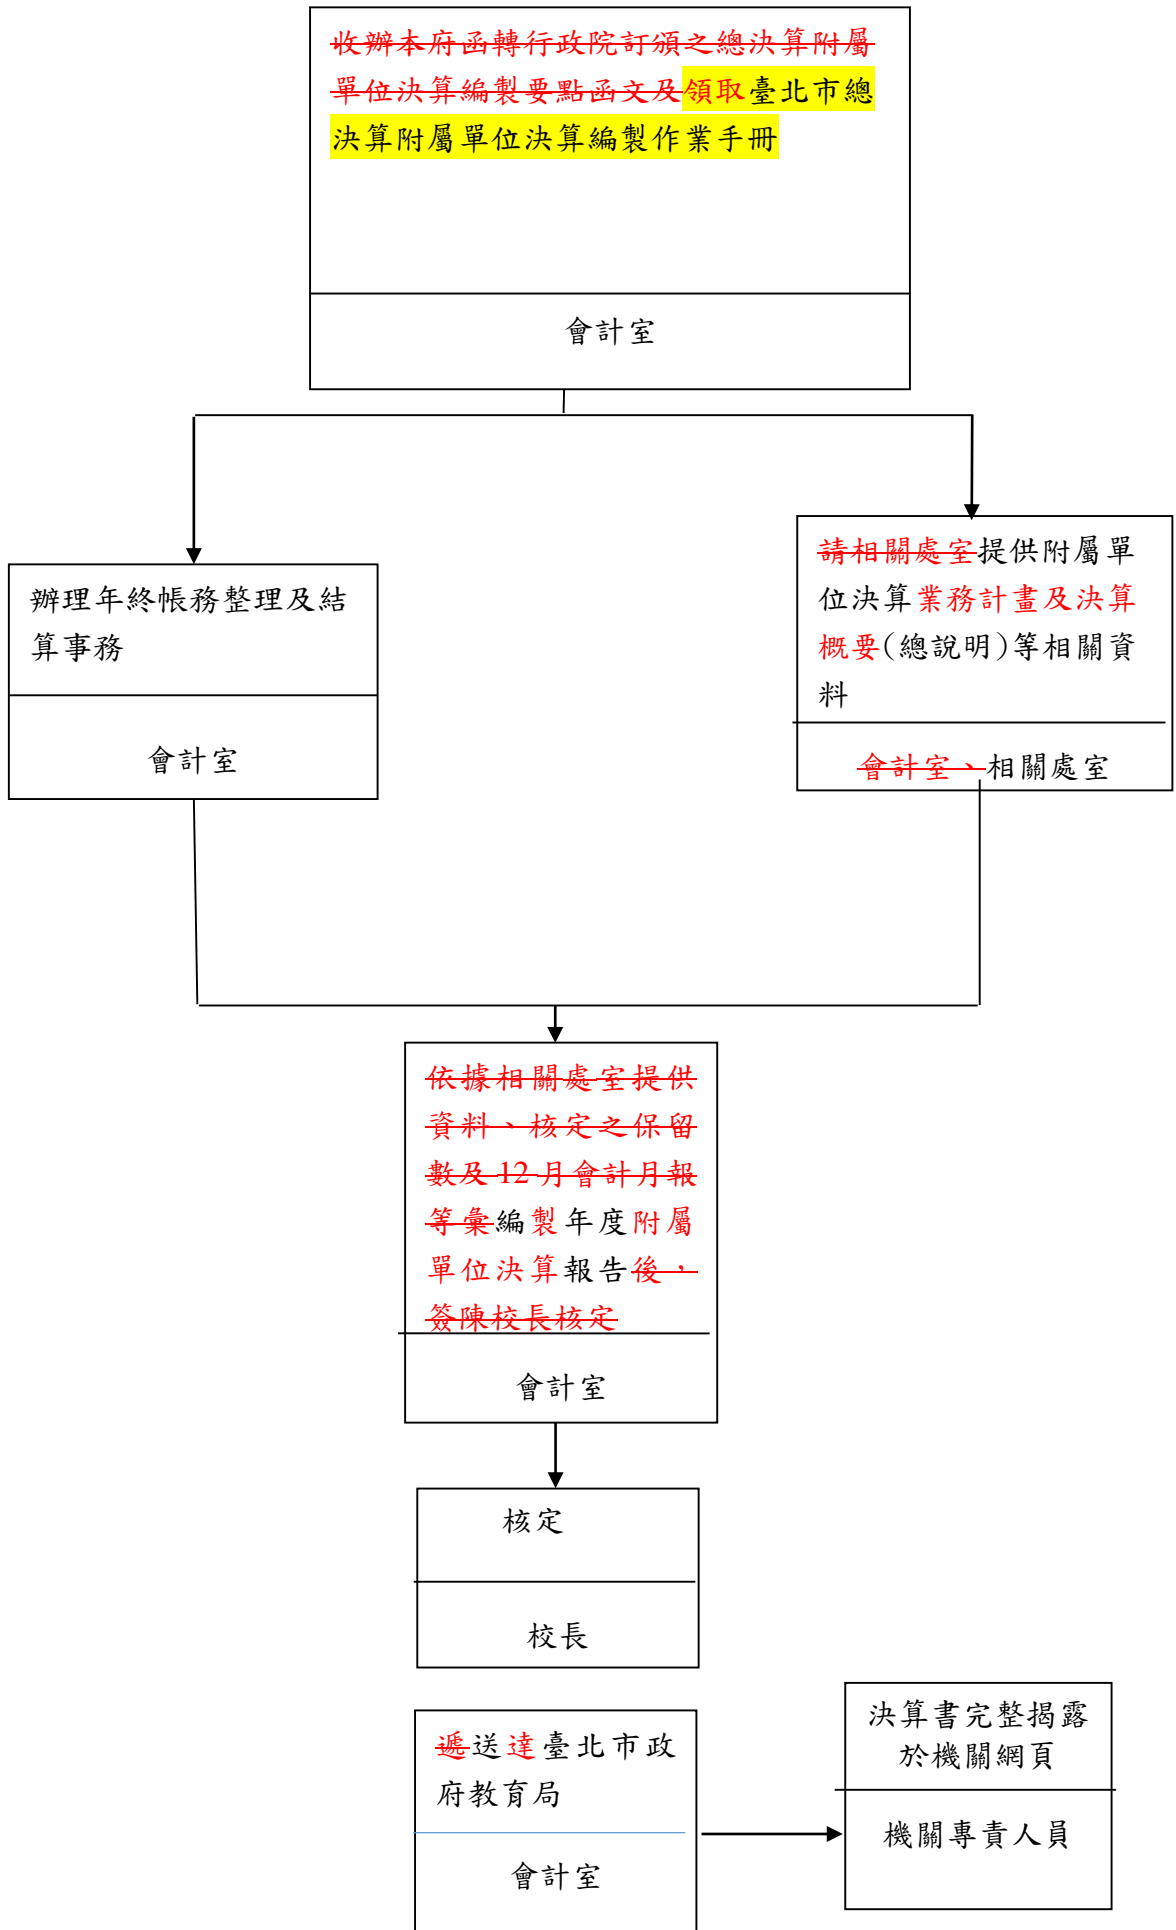 收辦本府函轉行政院訂頒之總決算附屬
單位決算編製要點函文及領取臺北市總
決算附屬單位決算編製作業手冊
會計室
辦理年終帳務整理及結
算事務
會計室
請相關處室提供附屬單
位決算業務計畫及決算
概要(總說明)等相關資
料
會計室、相關處室
依據相關處室提供
資料、核定之保留
數及12月會計月報
等彙編製年度附屬
單位決算報告後，
簽陳校長核定
會計室
核定
校長
遞送達臺北市政
府教育局
會計室
決算書完整揭露
於機關網頁
機關專責人員